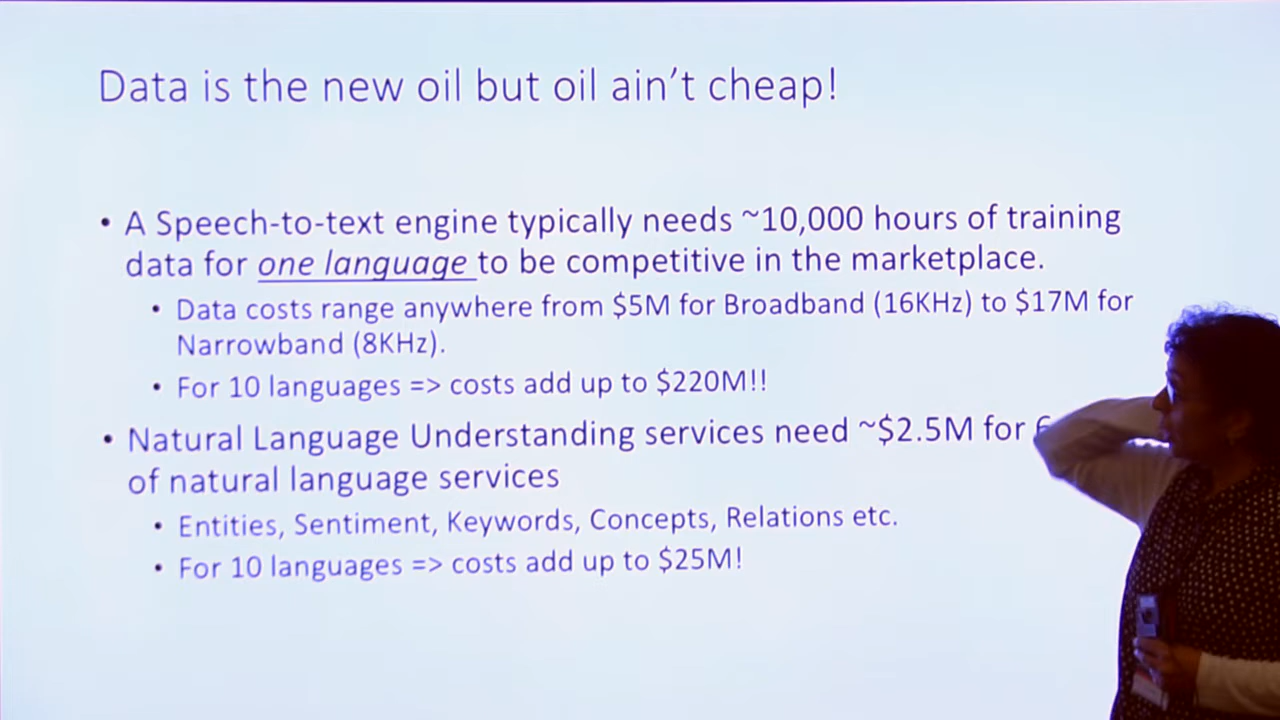 Data is the new oil but oil ain't cheap!
• A Speech-to-text engine typically needs ~10,000 hours of training
data for one language to be competitive in the marketplace.
• Data costs range anywhere from $5M for Broadband (16KHz) to $17M for
Narrowband (8KHz).
• For 10 languages => costs add up to $220M!!
• Natural Language Understanding services need ~$2.5M for
of natural language services
• Entities, Sentiment, Keywords, Concepts, Relations etc.
• For 10 languages => costs add up to $25M!